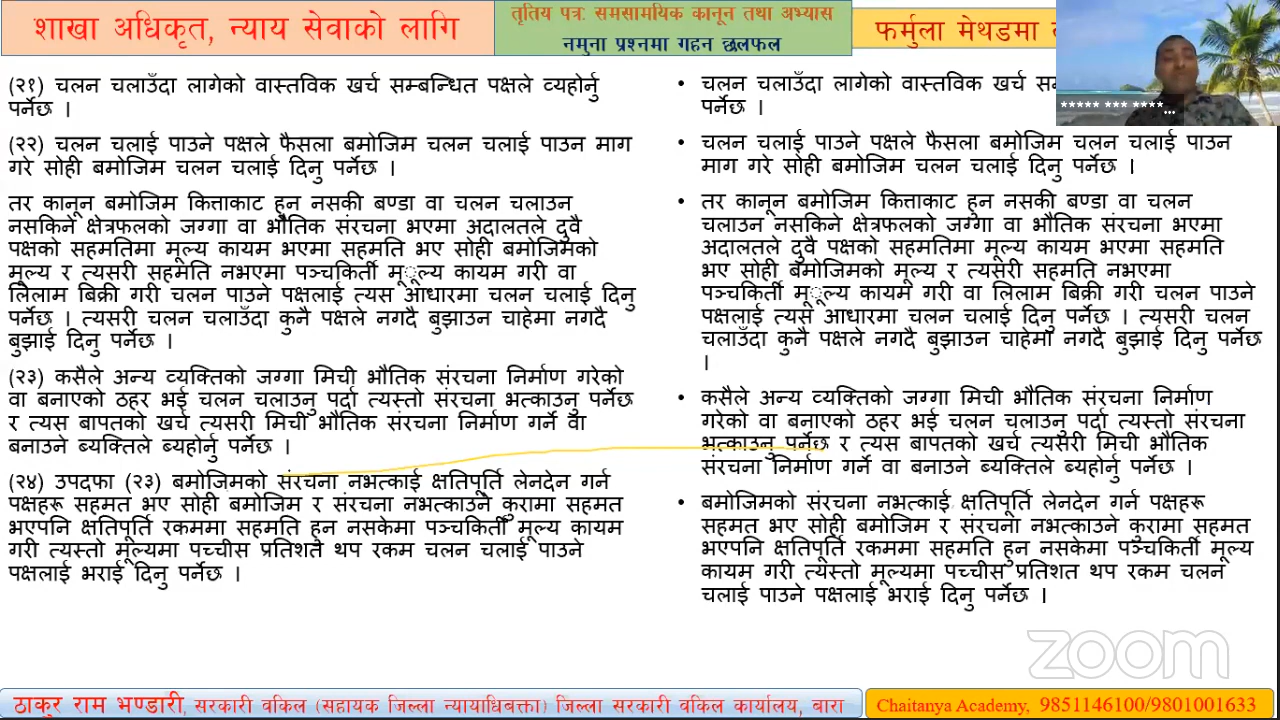 शाखा अधिकृत, न्याय सेवाको लागि
तृतिय पत्र: समसामयिक कानून तथा अभ्यास
नमुना प्रश्नमा गहन छलफल
फर्मुला मेथडमा
***** *** ****...
(२१) चलन चलाउँदा लागेको वास्तविक खर्च सम्बन्धित पक्षले व्यहोर्नु
पर्नेछ ।
(२२) चलन चलाई पाउने पक्षले फैसला बमोजिम चलन चलाई पाउन माग
गरे सोही बमोजिम चलन चलाई दिनु पर्नेछ ।
तर कानून बमोजिम कित्ताकाट हुन नसकी बण्डा वा चलन चलाउन
नसकिने क्षेत्रफलको जग्गा वा भौतिक संरचना भएमा अदालतले दुवै
पक्षको सहमतिमा मूल्य कायम भएमा सहमति भए सोही बमोजिमको
मूल्य र त्यसरी सहमति नभएमा पञ्चकिर्ती मूूल्य कायम गरी वा
लिलाम बिक्री गरी चलन पाउने पक्षलाई त्यस आधारमा चलन चलाई दिनु
पर्नेछ । त्यसरी चलन चलाउँदा कुनै पक्षले नगदै बुझाउन चाहेमा नगदै
बुझाई दिनु पर्नेछ ।
(२३) कसैले अन्य व्यक्तिको जग्गा मिची भौतिक संरचना निर्माण गरेको
वा बनाएको ठहर भई चलन चलाउनु पर्दा त्यस्तो संरचना भत्काउनु पर्नेछ
र त्यस बापतको खर्च त्यसरी मिची भौतिक संरचना निर्माण गर्ने वा
बनाउने ब्यक्तिले ब्यहोर्नु पर्नेछ ।
(२४) उपदफा (२३) बमोजिमको संरचना नभत्काई क्षतिपूर्ति लेनदेन गर्न
पक्षहरू सहमत भए सोही बमोजिम र संरचना नभत्काउने कुरामा सहमत
भएपनि क्षतिपूर्ति रकममा सहमति हुन नसकेमा पञ्चकिर्ती मूल्य कायम
गरी त्यस्तो मूल्यमा पच्चीस प्रतिशत थप रकम चलन चलाई पाउने
पक्षलाई भराई दिनु पर्नेछ ।
• चलन चलाउँदा लागेको वास्तविक खर्च
पर्नेछ ।
• चलन चलाई पाउने पक्षले फैसला बमोजिम चलन चलाई पाउन
माग गरे सोही बमोजिम चलन चलाई दिनु पर्नेछ ।
• तर कानून बमोजिम कित्ताकाट हुन नसकी बण्डा वा चलन
चलाउन नसकिने क्षेत्रफलको जग्गा वा भौतिक संरचना भएमा
अदालतले दुवै पक्षको सहमतिमा मूल्य कायम भएमा सहमति
भए सोही बमोजिमको मूल्य र त्यसरी सहमति नभएमा
पञ्चकिर्ती मूूल्य कायम गरी वा लिलाम बिक्री गरी चलन पाउने
पक्षलाई त्यस आधारमा चलन चलाई दिनु पर्नेछ । त्यसरी चलन
चलाउँदा कुनै पक्षले नगदै बुझाउन चाहेमा नगदै बुझाई दिनु पर्नेछ
।
• कसैले अन्य व्यक्तिको जग्गा मिची भौतिक संरचना निर्माण
गरेको वा बनाएको ठहर भई चलन चलाउनु पर्दा त्यस्तो संरचना
भत्काउनु पर्नेछ र त्यस बापतको खर्च त्यसरी मिची भौतिक
संरचना निर्माण गर्ने वा बनाउने ब्यक्तिले ब्यहोर्नु पर्नेछ ।
• बमोजिमको संरचना नभत्काई क्षतिपूर्ति लेनदेन गर्न पक्षहरू
सहमत भए सोही बमोजिम र संरचना नभत्काउने कुरामा सहमत
भएपनि क्षतिपूर्ति रकममा सहमति हुन नसकेमा पञ्चकिर्ती मूल्य
कायम गरी त्यस्तो मूल्यमा पच्चीस प्रतिशत थप रकम चलन
चलाई पाउने पक्षलाई भराई दिनु पर्नेछ ।
zoom
ठाकुर राम भण्डारी, सरकारी वकिल (सहायक जिल्ला न्यायाधिबक्ता) जिल्ला सरकारी वकिल कार्यालय, बारा
Chaitanya Academy, 9851146100/9801001633